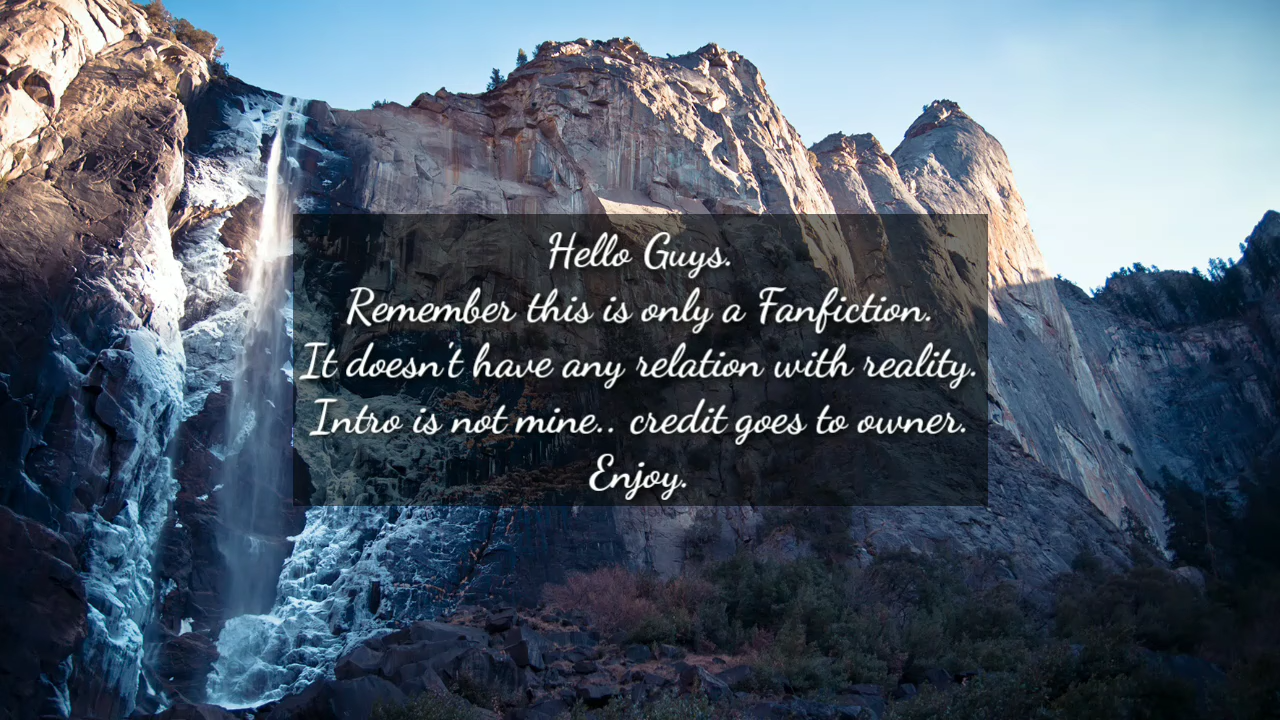 Hello Guys.
Remember this is only a Fanfiction.
It doesn't have any relation with reality.
Intro is not mine.. credit goes to owner.
Enjoy.